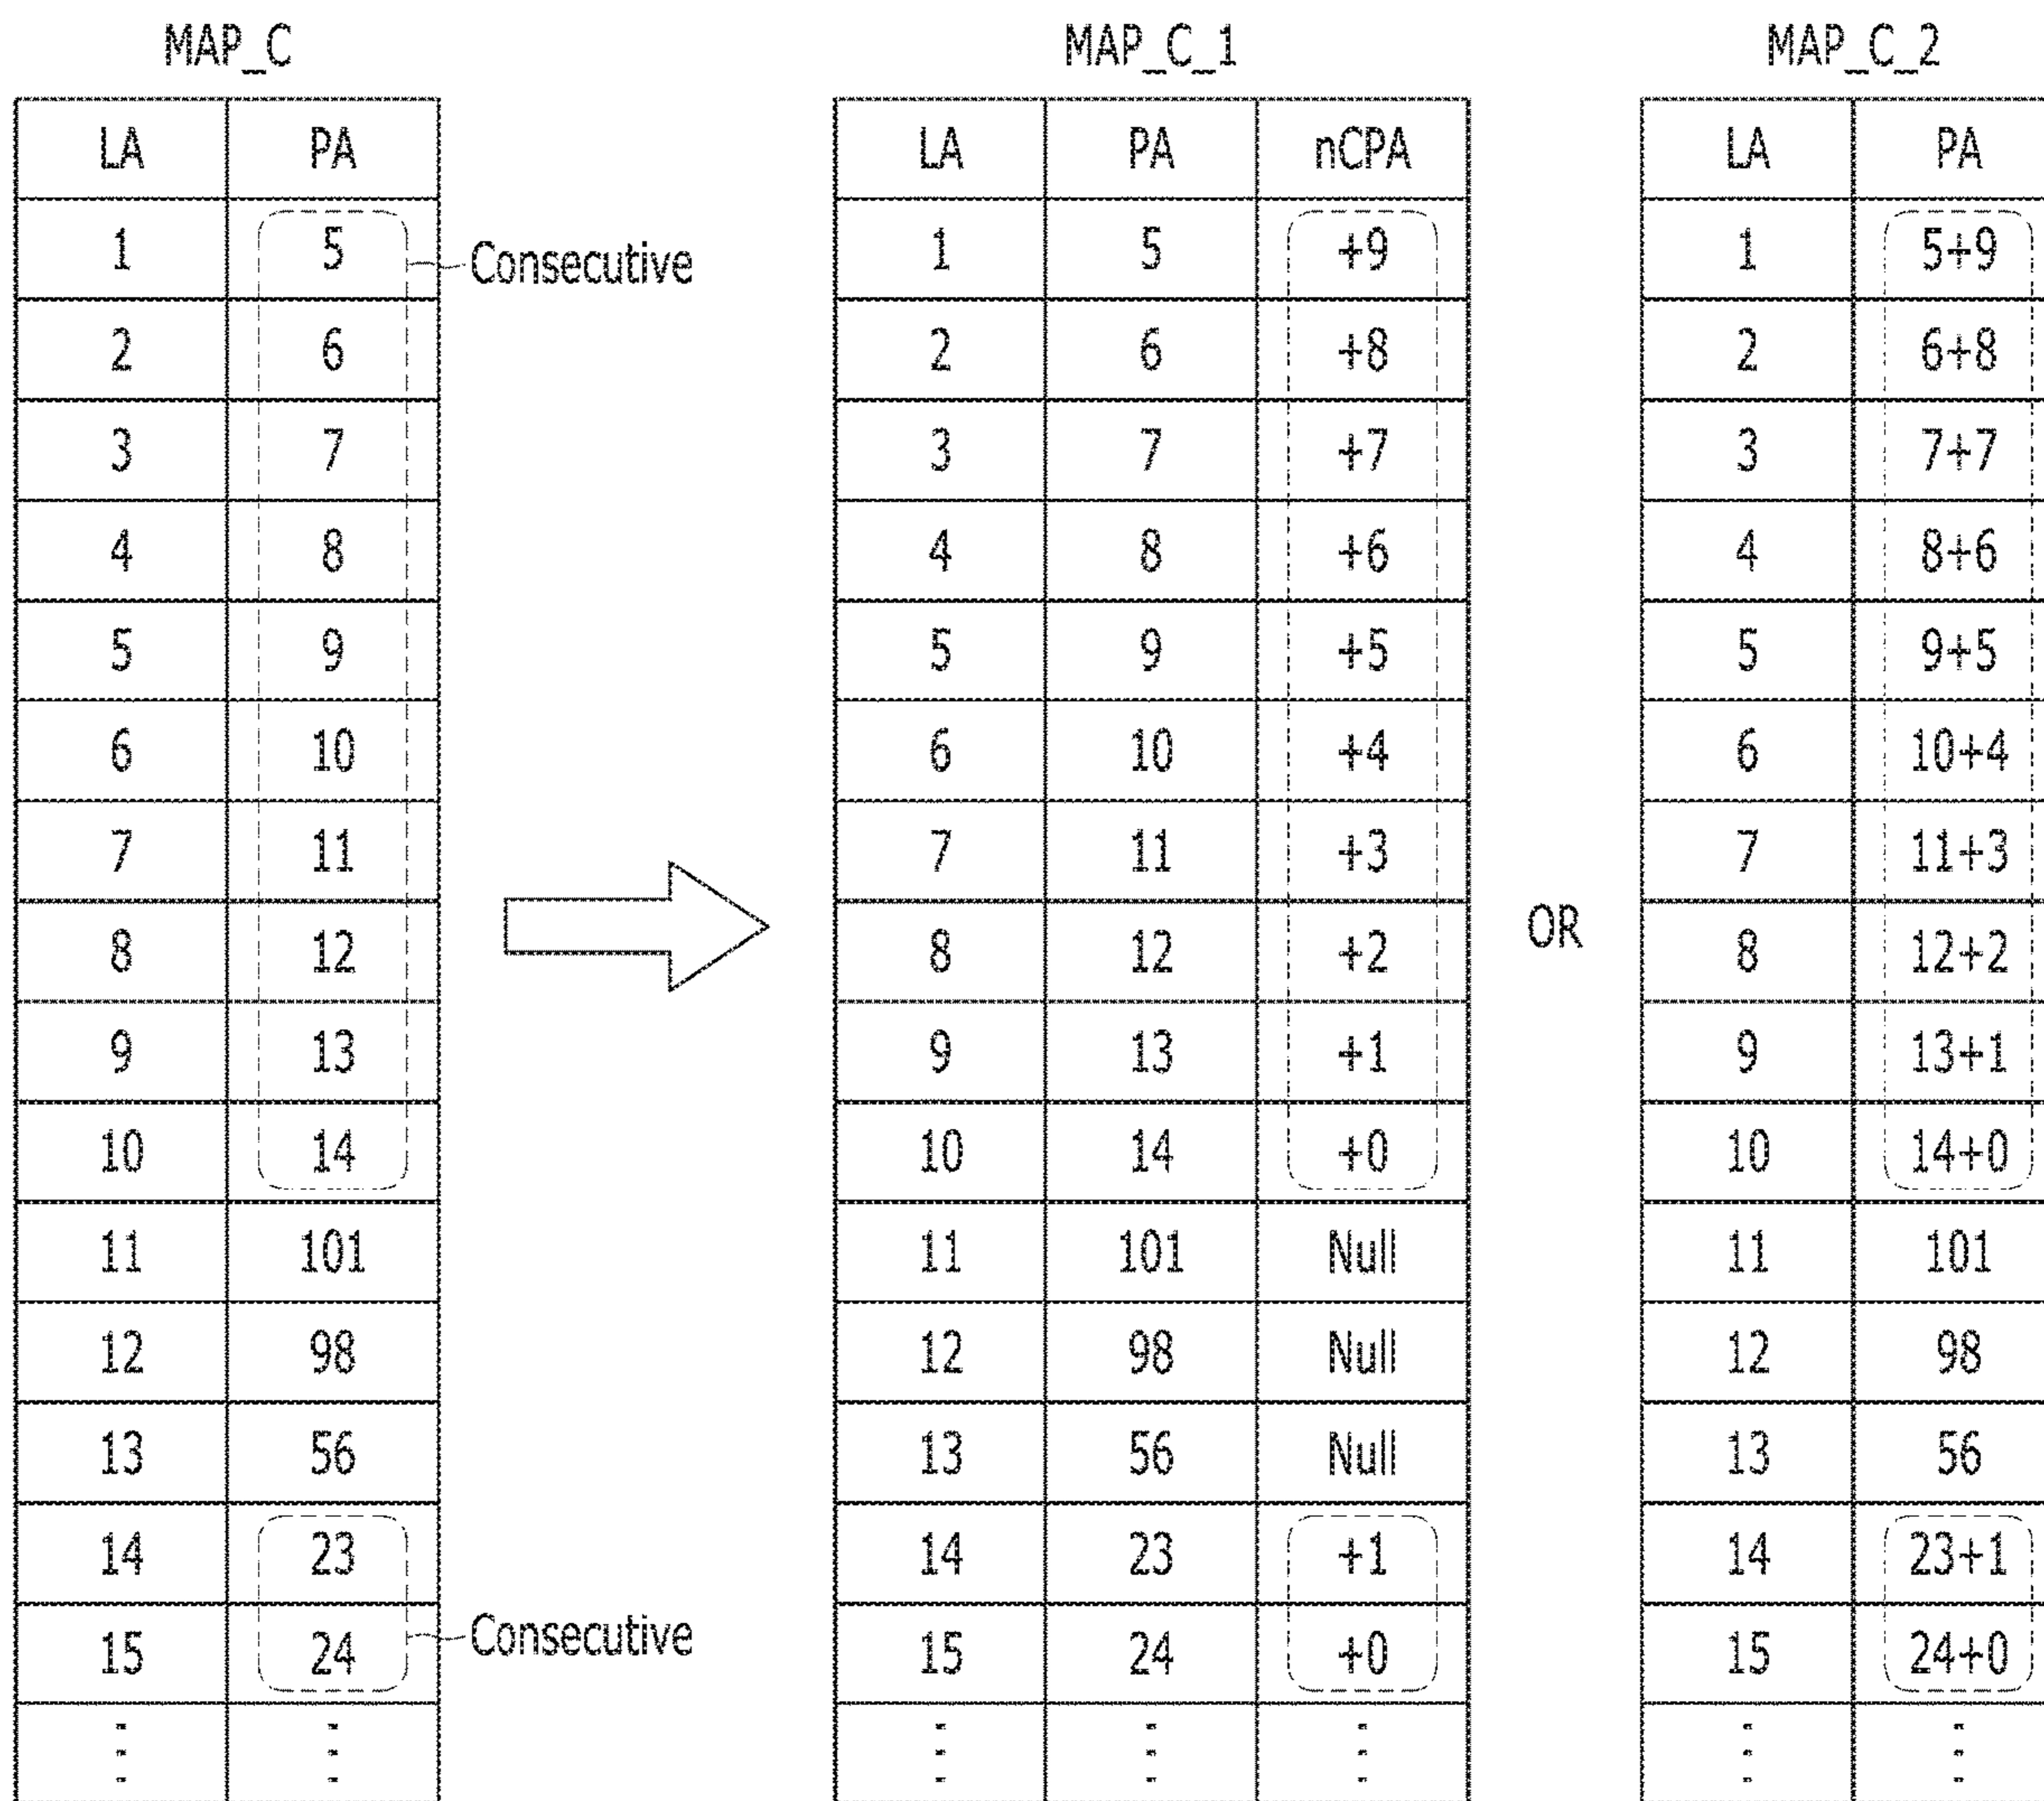 MAP_C MAP_C_1 MAP_C_2
LA PA LA PA nCPA LA PA
1 5 Consecutive 1 5 +9 1 5+9
2 6 2 6 +8 2 6+8
3 7 3 7 +7 3 7+7
4 8 4 8 +6 4 8+6
5 9 5 9 +5 5 9+5
6 10 6 10 +4 6 10+4
7 11 7 11 +3 7 11+3
8 12 8 12 +2 OR 8 12+2
9 13 9 13 +1 9 13+1
10 14 10 14 +0 10 14+0
11 101 11 101 Null 11 101
12 98 12 98 Null 12 98
13 56 13 56 Null 13 56
14 23 14 23 +1 14 23+1
15 24 Consecutive 15 24 +0 15 24+0
⋮ ⋮ ⋮ ⋮ ⋮ ⋮ ⋮